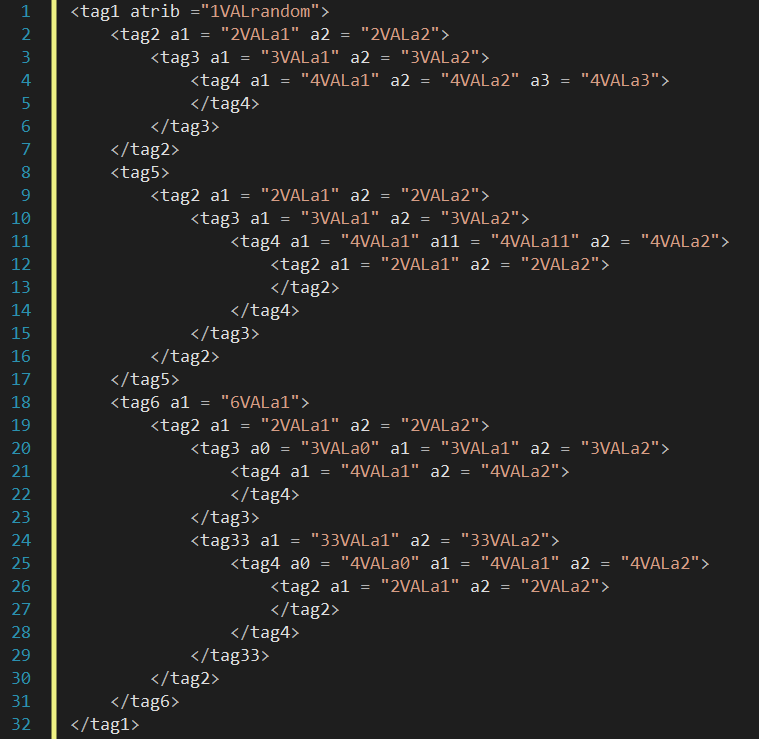 1 <tag1 atrib ="1VALrandom">
2     <tag2 a1 = "2VALa1" a2 = "2VALa2">
3         <tag3 a1 = "3VALa1" a2 = "3VALa2">
4             <tag4 a1 = "4VALa1" a2 = "4VALa2" a3 = "4VALa3">
5             </tag4>
6         </tag3>
7     </tag2>
8     <tag5>
9         <tag2 a1 = "2VALa1" a2 = "2VALa2">
10             <tag3 a1 = "3VALa1" a2 = "3VALa2">
11                 <tag4 a1 = "4VALa1" a11 = "4VALa11" a2 = "4VALa2">
12                     <tag2 a1 = "2VALa1" a2 = "2VALa2">
13                     </tag2>
14                 </tag4>
15             </tag3>
16         </tag2>
17     </tag5>
18     <tag6 a1 = "6VALa1">
19         <tag2 a1 = "2VALa1" a2 = "2VALa2">
20             <tag3 a0 = "3VALa0" a1 = "3VALa1" a2 = "3VALa2">
21                 <tag4 a1 = "4VALa1" a2 = "4VALa2">
22                 </tag4>
23             </tag3>
24             <tag33 a1 = "33VALa1" a2 = "33VALa2">
25                 <tag4 a0 = "4VALa0" a1 = "4VALa1" a2 = "4VALa2">
26                     <tag2 a1 = "2VALa1" a2 = "2VALa2">
27                     </tag2>
28                 </tag4>
29             </tag33>
30         </tag2>
31     </tag6>
32 </tag1>